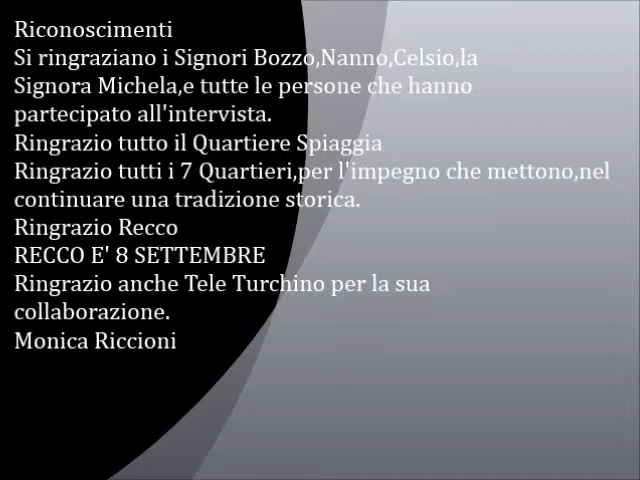 Riconoscimenti
Si ringraziano i Signori Bozzo,Nanno,Celsio,la
Signora Michela,e tutte le persone che hanno
partecipato all'intervista.
Ringrazio tutto il Quartiere Spiaggia
Ringrazio tutti i 7 Quartieri,per l'impegno che mettono,nel
continuare una tradizione storica.
Ringrazio Recco
RECCO E' 8 SETTEMBRE
Ringrazio anche Tele Turchino per la sua
collaborazione.
Monica Riccioni